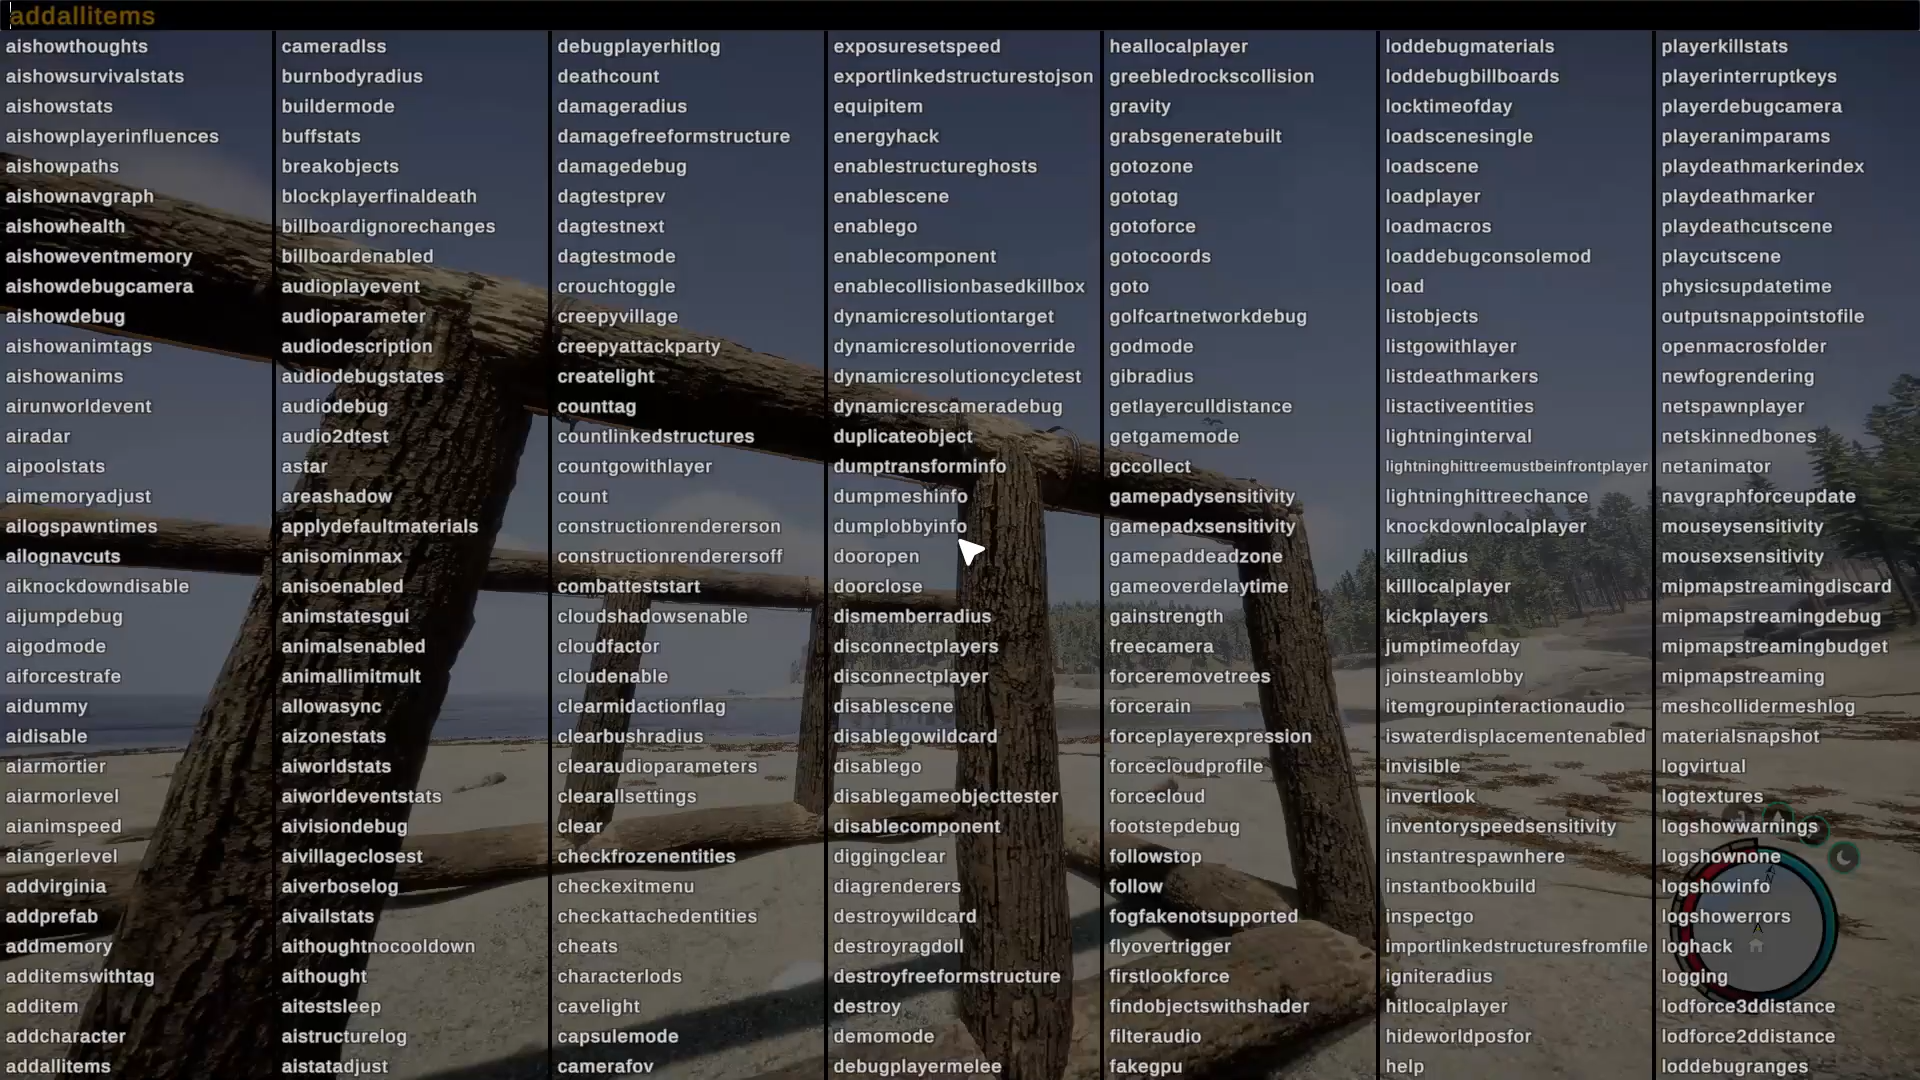 addallitems
aishowthoughts
aishowsurvivalstats
aishowstats
aishowplayerinfluences
aishowpaths
aishownavgraph
aishowhealth
aishoweventmemory
aishowdebugcamera
aishowdebug
aishowanimtags
aishowanims
airunworldevent
airadar
aipoolstats
aimemoryadjust
ailogspawntimes
ailognavcuts
aiknockdowndisable
aijumpdebug
aigodmode
aiforcestrafe
aidummy
aidisable
aiarmortier
aiarmorlevel
aianimspeed
aiangerlevel
addvirginia
addprefab
addmemory
additemswithtag
additem
addcharacter
addallitems
cameradlss
burnbodyradius
buildermode
buffstats
breakobjects
blockplayerfinaldeath
billboardignorechanges
billboardenabled
audioplayevent
audioparameter
audiodescription
audiodebugstates
audiodebug
audio2dtest
astar
areashadow
applydefaultmaterials
anisominmax
anisoenabled
animstatesgui
animalsenabled
animallimitmult
allowasync
aizonestats
aiworldstats
aiworldeventstats
aivisiondebug
aivillageclosest
aiverboselog
aivailstats
aithoughtnocooldown
aithought
aitestsleep
aistructurelog
aistatadjust
debugplayerhitlog
deathcount
damageradius
damagefreeformstructure
damagedebug
dagtestprev
dagtestnext
dagtestmode
crouchtoggle
creepyvillage
creepyattackparty
createlight
counttag
countlinkedstructures
countgowithlayer
count
constructionrendererson
constructionrenderersoff
combatteststart
cloudshadowsenable
cloudfactor
cloudenable
clearmidactionflag
clearbushradius
clearaudioparameters
clearallsettings
clear
checkfrozenentities
checkexitmenu
checkattachedentities
cheats
characterlods
cavelight
capsulemode
camerafov
exposuresetspeed
exportlinkedstructurestojson
equipitem
energyhack
enablestructureghosts
enablescene
enablego
enablecomponent
enablecollisionbasedkillbox
dynamicresolutiontarget
dynamicresolutionoverride
dynamicresolutioncycletest
dynamicrescameradebug
duplicateobject
dumptransforminfo
dumpmeshinfo
dumplobbyinfo
dooropen
doorclose
dismemberradius
disconnectplayers
disconnectplayer
disablescene
disablegowildcard
disablego
disablegameobjecttester
disablecomponent
diggingclear
diagrenderers
destroywildcard
destroyragdoll
destroyfreeformstructure
destroy
demomode
debugplayermelee
heallocalplayer
greebledrockscollision
gravity
grabsgeneratebuilt
gotozone
gototag
gotoforce
gotocoords
goto
golfcartnetworkdebug
godmode
gibradius
getlayerculldistance
getgamemode
gccollect
gamepadysensitivity
gamepadxsensitivity
gamepaddeadzone
gameoverdelaytime
gainstrength
freecamera
forceremovetrees
forcerain
forceplayerexpression
forcecloudprofile
forcecloud
footstepdebug
followstop
follow
fogfakenotsupported
flyovertrigger
firstlookforce
findobjectswithshader
filteraudio
fakegpu
loddebugmaterials
loddebugbillboards
locktimeofday
loadscenesingle
loadscene
loadplayer
loadmacros
loaddebugconsolemod
load
listobjects
listgowithlayer
listdeathmarkers
listactiveentities
lightninginterval
lightninghittreemustbeinfrontplayer
lightninghittreechance
knockdownlocalplayer
killradius
killlocalplayer
kickplayers
jumptimeofday
joinsteamlobby
itemgroupinteractionaudio
iswaterdisplacementenabled
invisible
invertlook
inventoryspeedsensitivity
instantrespawnhere
instantbookbuild
inspectgo
importlinkedstructuresfromfile
igniteradius
hitlocalplayer
hideworldposfor
help
playerkillstats
playerinterruptkeys
playerdebugcamera
playeranimparams
playdeathmarkerindex
playdeathmarker
playdeathcutscene
playcutscene
physicsupdatetime
outputsnappointstofile
openmacrosfolder
newfogrendering
netspawnplayer
netskinnedbones
netanimator
navgraphforceupdate
mouseysensitivity
mousexsensitivity
mipmapstreamingdiscard
mipmapstreamingdebug
mipmapstreamingbudget
mipmapstreaming
meshcollidermeshlog
materialsnapshot
logvirtual
logtextures
logshowwarnings
logshownone
logshowinfo
logshowerrors
loghack
logging
lodforce3ddistance
lodforce2ddistance
loddebugranges